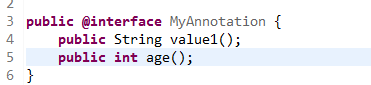 2
3 public @interface MyAnnotation {
4 public String value1();
5 public int age();
6 }